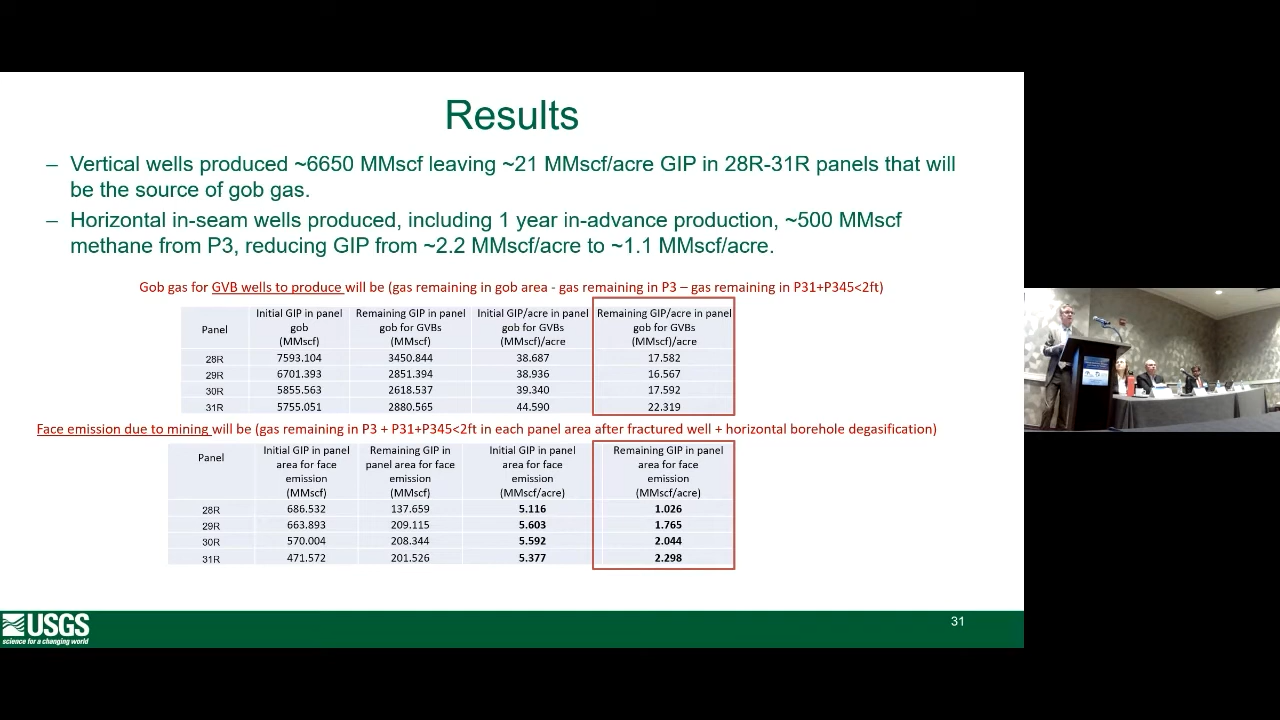 Results
– Vertical wells produced ~6650 MMscf leaving ~21 MMscf/acre GIP in 28R-31R panels that will
be the source of gob gas.
– Horizontal in-seam wells produced, including 1 year in-advance production, ~500 MMscf
methane from P3, reducing GIP from ~2.2 MMscf/acre to ~1.1 MMscf/acre.
Gob gas for GVB wells to produce will be (gas remaining in gob area - gas remaining in P3 – gas remaining in P31+P345<2ft)
Panel Initial GIP in panel gob (MMscf) Remaining GIP in panel gob for GVBs (MMscf) Initial GIP/acre in panel gob for GVBs (MMscf)/acre Remaining GIP/acre in panel gob for GVBs (MMscf)/acre
28R 7593.104 3450.844 38.687 17.582
29R 6701.393 2851.394 38.936 16.567
30R 5855.563 2618.537 39.340 17.592
31R 5755.051 2880.565 44.590 22.319
Face emission due to mining will be (gas remaining in P3 + P31+P345<2ft in each panel area after fractured well + horizontal borehole degasification)
Panel Initial GIP in panel area for face emission (MMscf) Remaining GIP in panel area for face emission (MMscf) Initial GIP in panel area for face emission (MMscf/acre) Remaining GIP in panel area for face emission (MMscf/acre)
28R 686.532 137.659 5.116 1.026
29R 663.893 209.115 5.603 1.765
30R 570.004 208.344 5.592 2.044
31R 471.572 201.526 5.377 2.298
USGS
science for a changing world
31